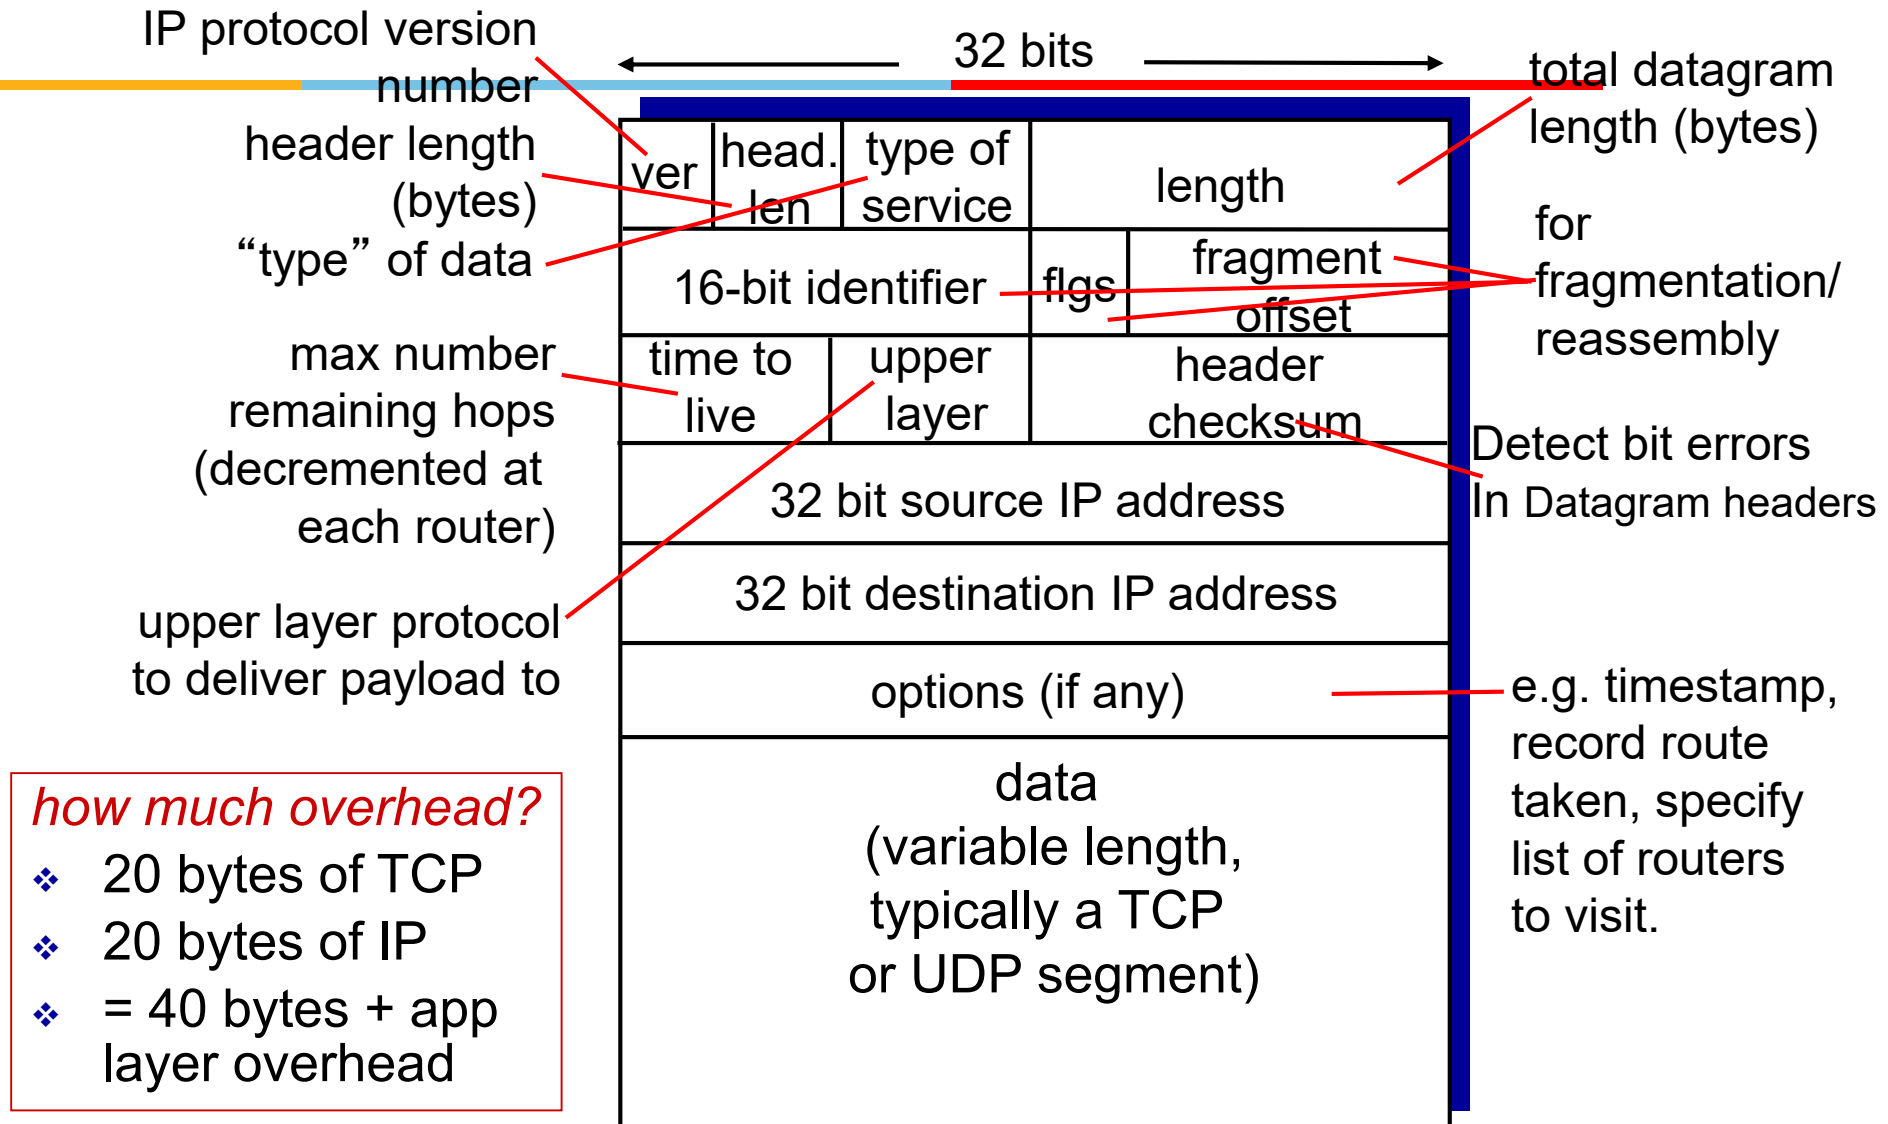 IP protocol version
number
header length
(bytes)
“type” of data
max number
remaining hops
(decremented at
each router)
upper layer protocol
to deliver payload to
how much overhead?
❖ 20 bytes of TCP
❖ 20 bytes of IP
❖ = 40 bytes + app
layer overhead
32 bits
ver
head.
len
type of
service
length
16-bit identifier
flgs
fragment
offset
time to
live
upper
layer
header
checksum
32 bit source IP address
32 bit destination IP address
options (if any)
data
(variable length,
typically a TCP
or UDP segment)
total datagram
length (bytes)
for
fragmentation/
reassembly
Detect bit errors
In Datagram headers
e.g. timestamp,
record route
taken, specify
list of routers
to visit.